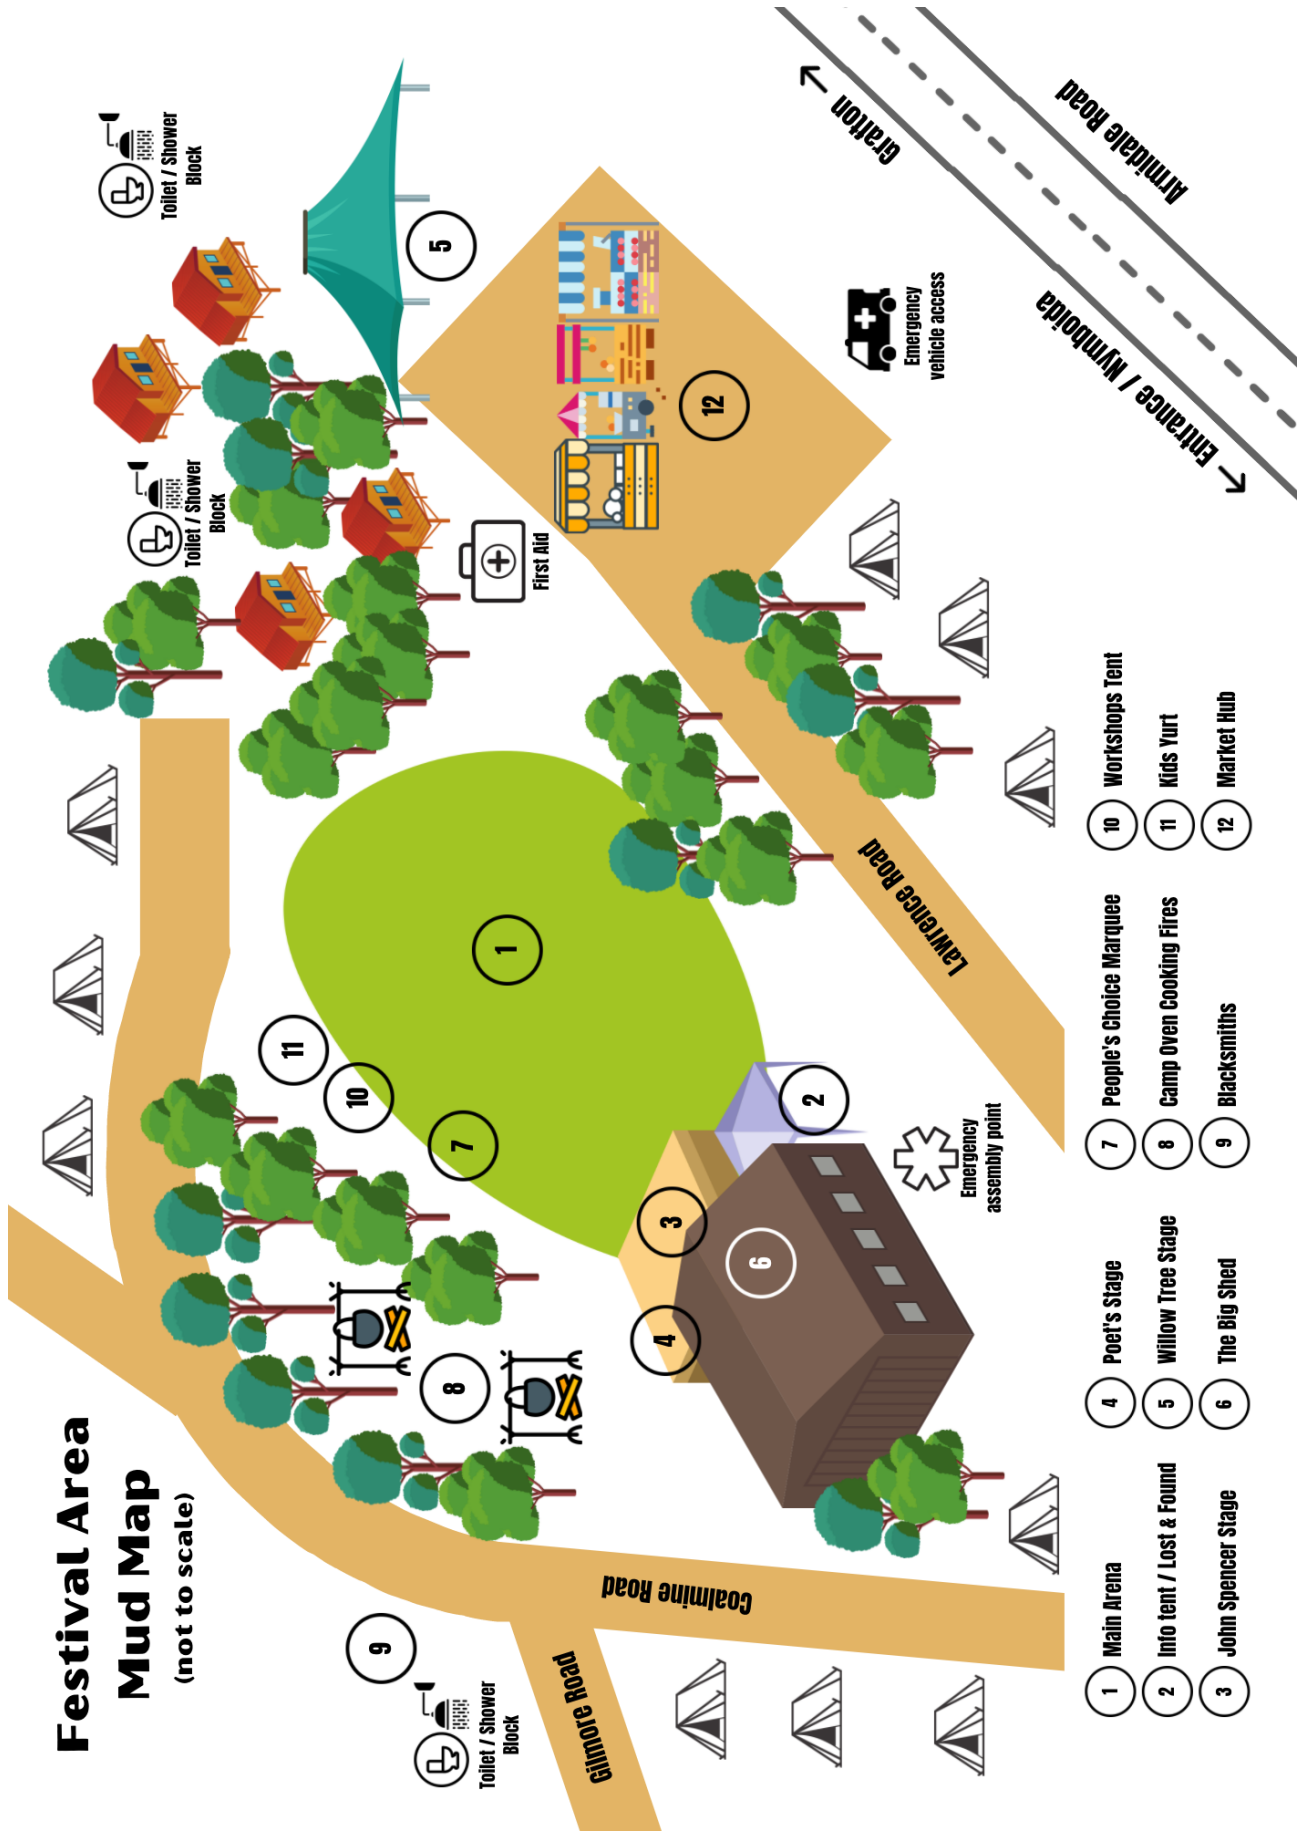 Festival Area
Mud Map
(not to scale)
Toilet / Shower
Block
Toilet / Shower
Block
Toilet / Shower
Block
9
Gilmore Road
Coalmine Road
8
11
10
7
1
3
4
6
2
Emergency
assembly point
Lawrence Road
First Aid
5
12
Emergency
vehicle access
Grafton
Armidale Road
Entrance / Nymboida
1 Main Arena
2 Info tent / Lost & Found
3 John Spencer Stage
4 Poet's Stage
5 Willow Tree Stage
6 The Big Shed
7 People's Choice Marquee
8 Camp Oven Cooking Fires
9 Blacksmiths
10 Workshops Tent
11 Kids Yurt
12 Market Hub